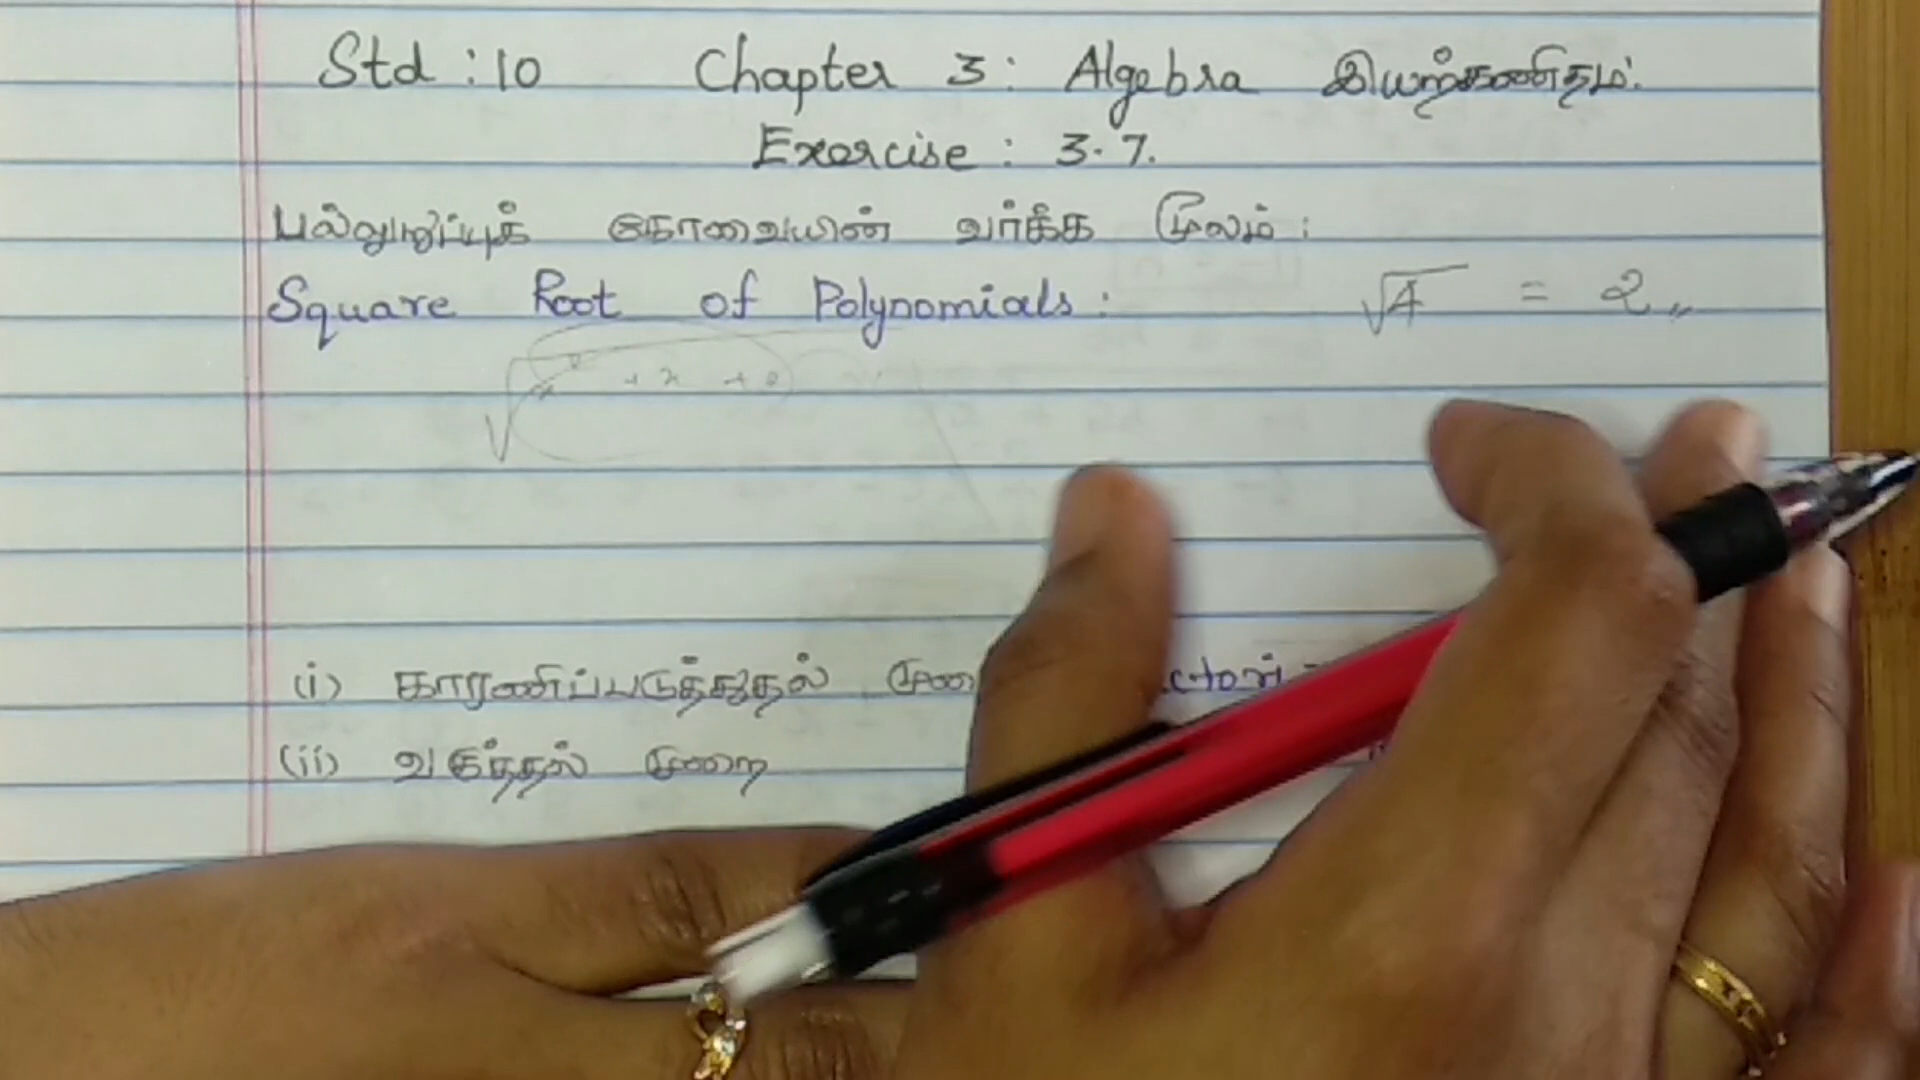 Std : 10 Chapter 3 : Algebra இயற்கணிதம்.
Exercise : 3.7.
பல்லுறுப்புக் கோவையின் வர்க்க மூலம் :
Square Root of Polynomials : √4 = 2,,
(i) காரணிப்படுத்துதல்
(ii) வகுத்தல் முறை